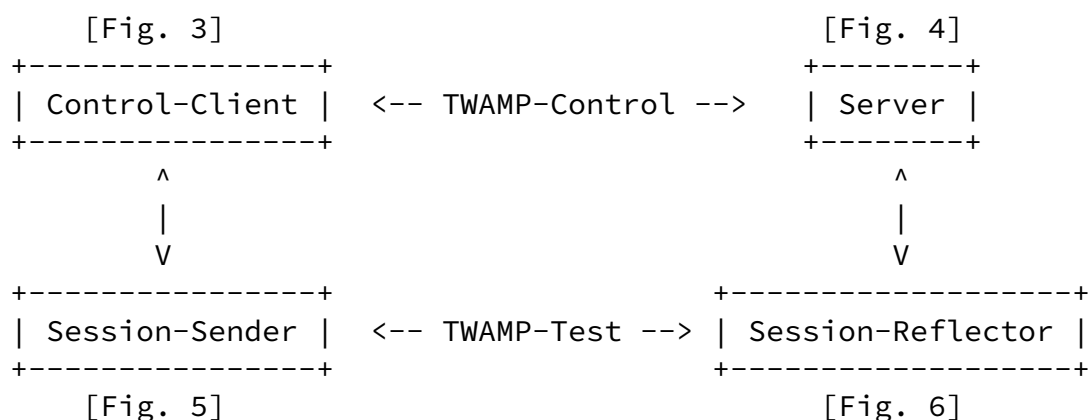 [Fig. 3] [Fig. 4]
+----------------+ +--------+
| Control-Client | <-- TWAMP-Control --> | Server |
+----------------+ +--------+
^ ^
| |
V V
+----------------+ +-------------------+
| Session-Sender | <-- TWAMP-Test --> | Session-Reflector |
+----------------+ +-------------------+
[Fig. 5] [Fig. 6]